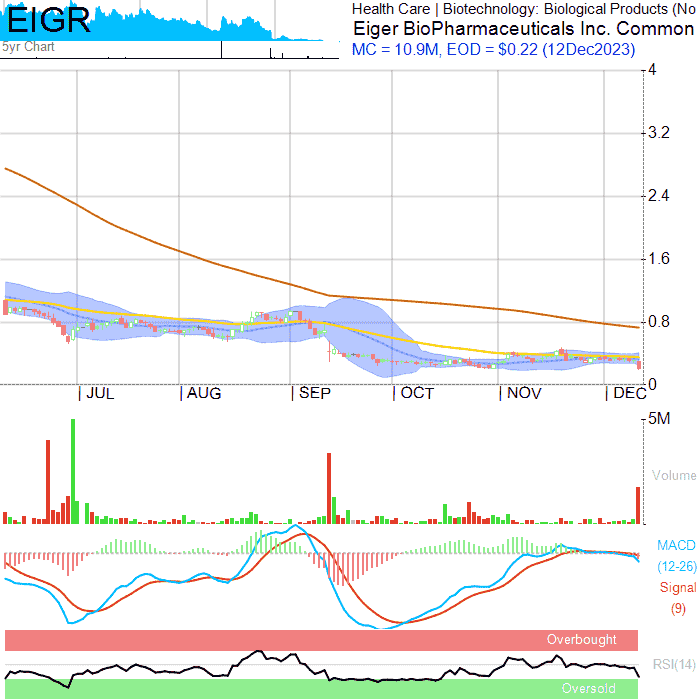 EIGR
5yr Chart
Health Care | Biotechnology: Biological Products (No
Eiger BioPharmaceuticals Inc. Common
MC = 10.9M, EOD = $0.22 (12Dec2023)
4
3.2
2.4
1.6
0.8
0
JUL AUG SEP OCT NOV DEC
5M
Volume
MACD
(12-26)
Signal
(9)
Overbought
RSI(14)
Oversold